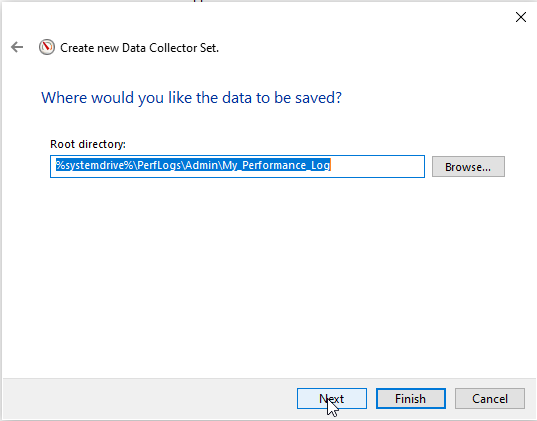 Create new Data Collector Set.
Where would you like the data to be saved?
Root directory:
%systemdrive%\PerfLogs\Admin\My_Performance_Log
Browse...
Next
Finish
Cancel